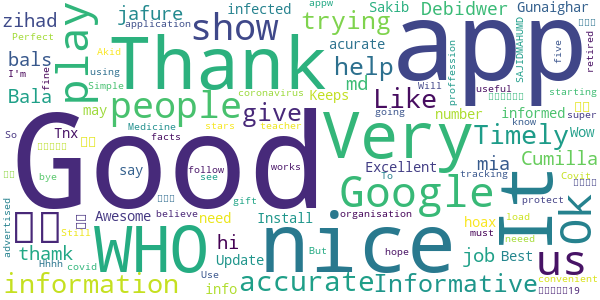 zihad
jafure
application
infected
show
trying
Sakib
Debidwer
Gunaighar
appw
Perfect
play
Akid
Thank
acurate
app
five
retired
bals
I'm
fine
using
help
proffession
SAJIDMAHUMD
Bala
Simple
coronavirus
Keeps
md
Like
useful
Will
starting
may
people
give
going
number
informed
super
Tnx
Medicine
stars
teacher
Very
Timely
Wow
know
So
facts
Good
works
Excellent
mia
Cumilla
say
follow
see
To
tracking
Covit
bye
gift
Google
It
protect
advertised
Awesome
believe
need
Install
organisation
hoax
load
Ok
Still
WHO
hi
But
nice
must
neeed
thamk
Update
hope
job
Best
us
Hhhh
covid
information
info
Use
accurate
Informative
convenient
19